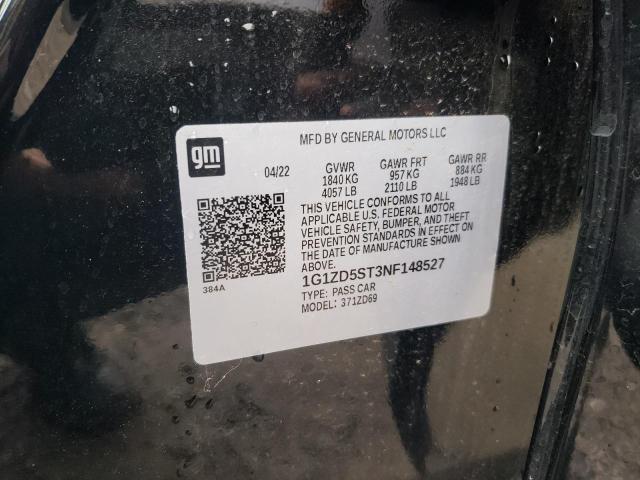 MFD BY GENERAL MOTORS LLC
gm
04/22
GVWR GAWR FRT GAWR RR
1840 KG 957 KG 884 KG
4057 LB 2110 LB 1948 LB
THIS VEHICLE CONFORMS TO ALL
APPLICABLE U.S. FEDERAL MOTOR
VEHICLE SAFETY, BUMPER, AND THEFT
PREVENTION STANDARDS IN EFFECT ON
THE DATE OF MANUFACTURE SHOWN
ABOVE.
384A
1G1ZD5ST3NF148527
TYPE: PASS CAR
MODEL: 371ZD69